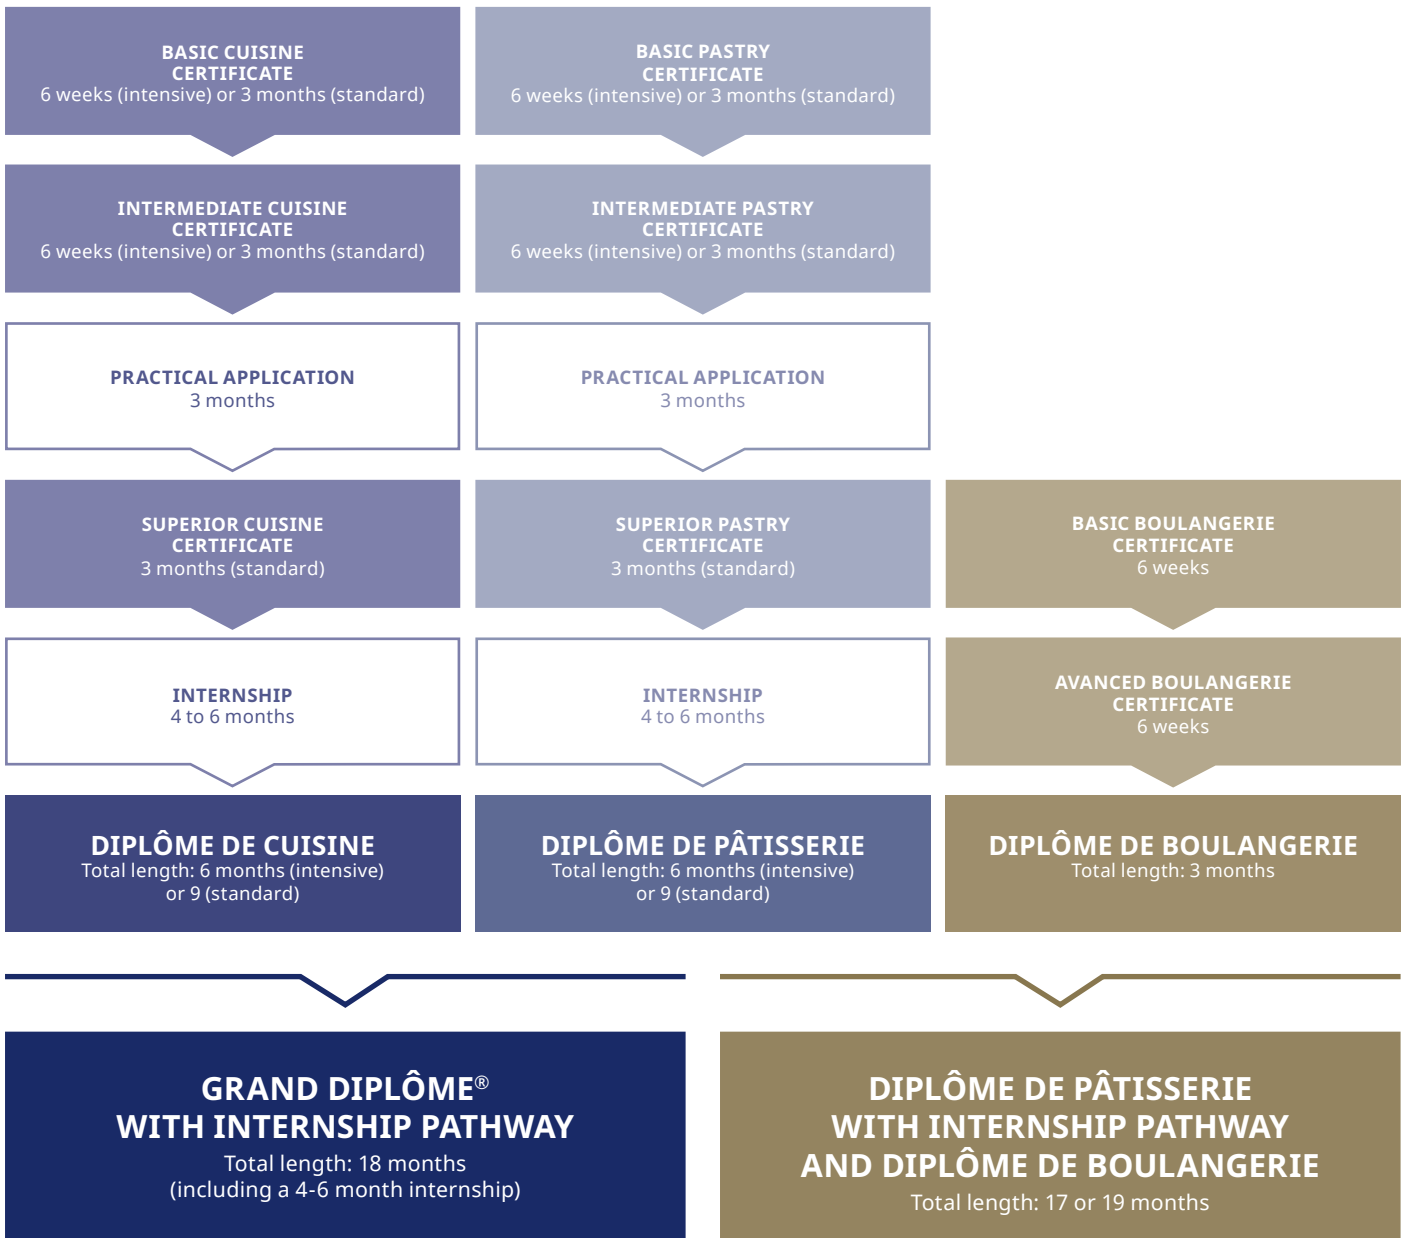 BASIC CUISINE
CERTIFICATE
6 weeks (intensive) or 3 months (standard)
BASIC PASTRY
CERTIFICATE
6 weeks (intensive) or 3 months (standard)
INTERMEDIATE CUISINE
CERTIFICATE
6 weeks (intensive) or 3 months (standard)
INTERMEDIATE PASTRY
CERTIFICATE
6 weeks (intensive) or 3 months (standard)
PRACTICAL APPLICATION
3 months
PRACTICAL APPLICATION
3 months
SUPERIOR CUISINE
CERTIFICATE
3 months (standard)
SUPERIOR PASTRY
CERTIFICATE
3 months (standard)
BASIC BOULANGERIE
CERTIFICATE
6 weeks
INTERNSHIP
4 to 6 months
INTERNSHIP
4 to 6 months
AVANCED BOULANGERIE
CERTIFICATE
6 weeks
DIPLÔME DE CUISINE
Total length: 6 months (intensive)
or 9 (standard)
DIPLÔME DE PÂTISSERIE
Total length: 6 months (intensive)
or 9 (standard)
DIPLÔME DE BOULANGERIE
Total length: 3 months
GRAND DIPLÔME®
WITH INTERNSHIP PATHWAY
Total length: 18 months
(including a 4-6 month internship)
DIPLÔME DE PÂTISSERIE
WITH INTERNSHIP PATHWAY
AND DIPLÔME DE BOULANGERIE
Total length: 17 or 19 months